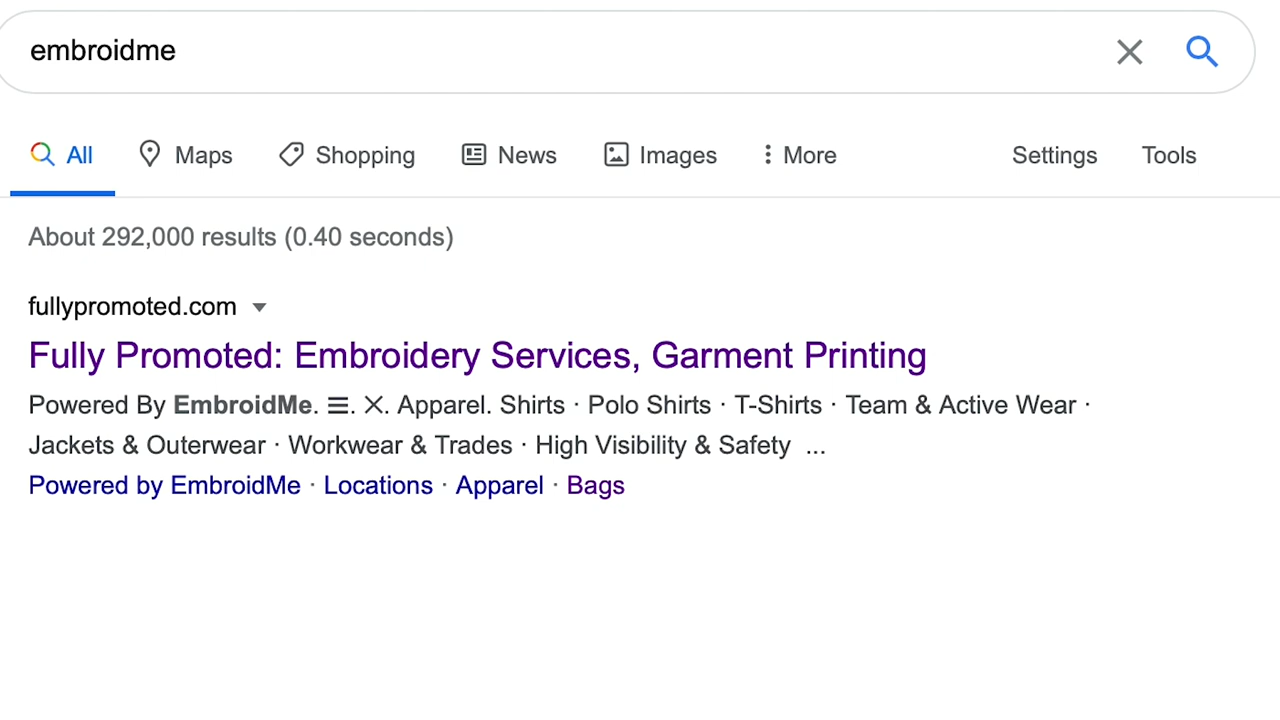 embroidme
All Maps Shopping News Images More Settings Tools
About 292,000 results (0.40 seconds)
fullypromoted.com
Fully Promoted: Embroidery Services, Garment Printing
Powered By EmbroidMe. ☰. ✕. Apparel. Shirts · Polo Shirts · T-Shirts · Team & Active Wear ·
Jackets & Outerwear · Workwear & Trades · High Visibility & Safety ...
Powered by EmbroidMe · Locations · Apparel · Bags